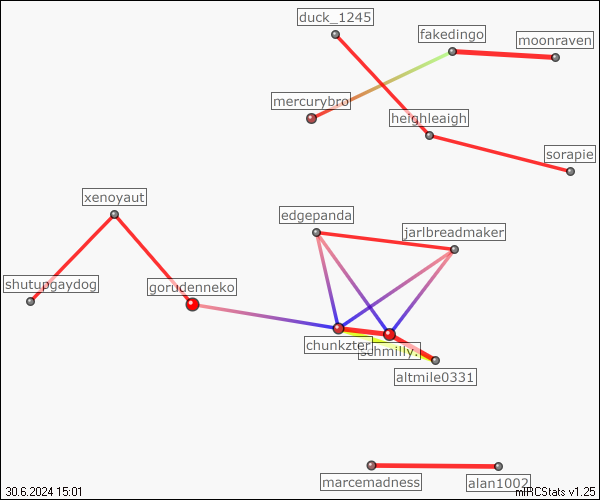 duck_1245
fakedingo
moonraven
mercurybro
heighleaigh
sorapie
xenoyaut
edgepanda
jarlbreadmaker
shutupgaydog
gorudenneko
chunkzter
schmilly.
altmile0331
marcemadness
alan1002
30.6.2024 15:01
mIRCStats v1.25